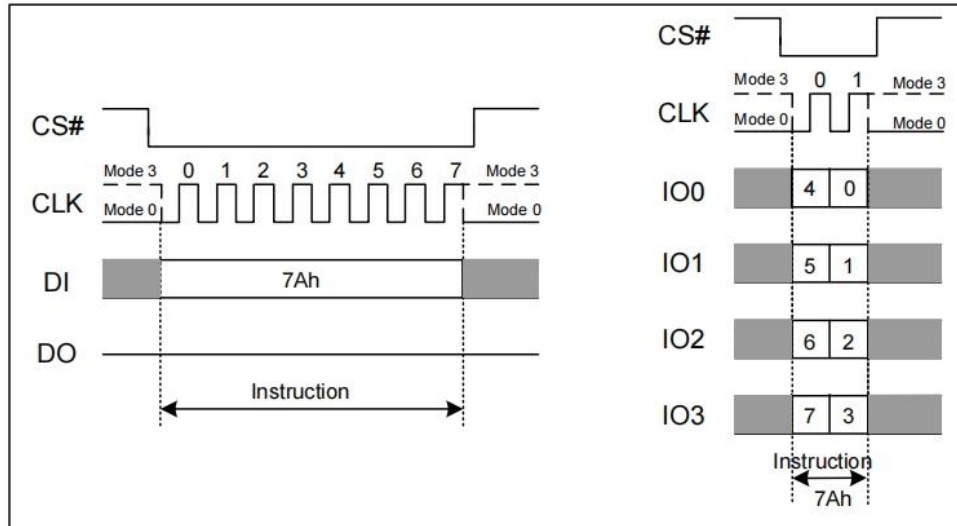 CS#
Mode 3 0 1 2 3 4 5 6 7 Mode 3
CLK
Mode 0 Mode 0
DI 7Ah
DO
Instruction
CS#
Mode 3 0 1 Mode 3
CLK
Mode 0 Mode 0
IO0 4 0
IO1 5 1
IO2 6 2
IO3 7 3
Instruction
7Ah